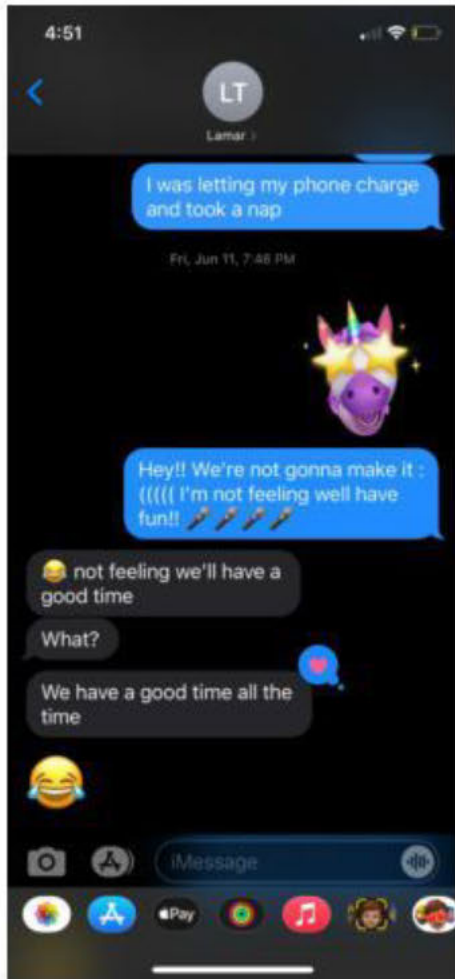 4:51
LT
Lamar >
I was letting my phone charge
and took a nap
Fri, Jun 11, 7:46 PM
Hey!! We're not gonna make it :
((((( I'm not feeling well have
fun!! 🎤🎤🎤🎤
😂 not feeling we'll have a
good time
What?
We have a good time all the
time
😂
iMessage
Pay